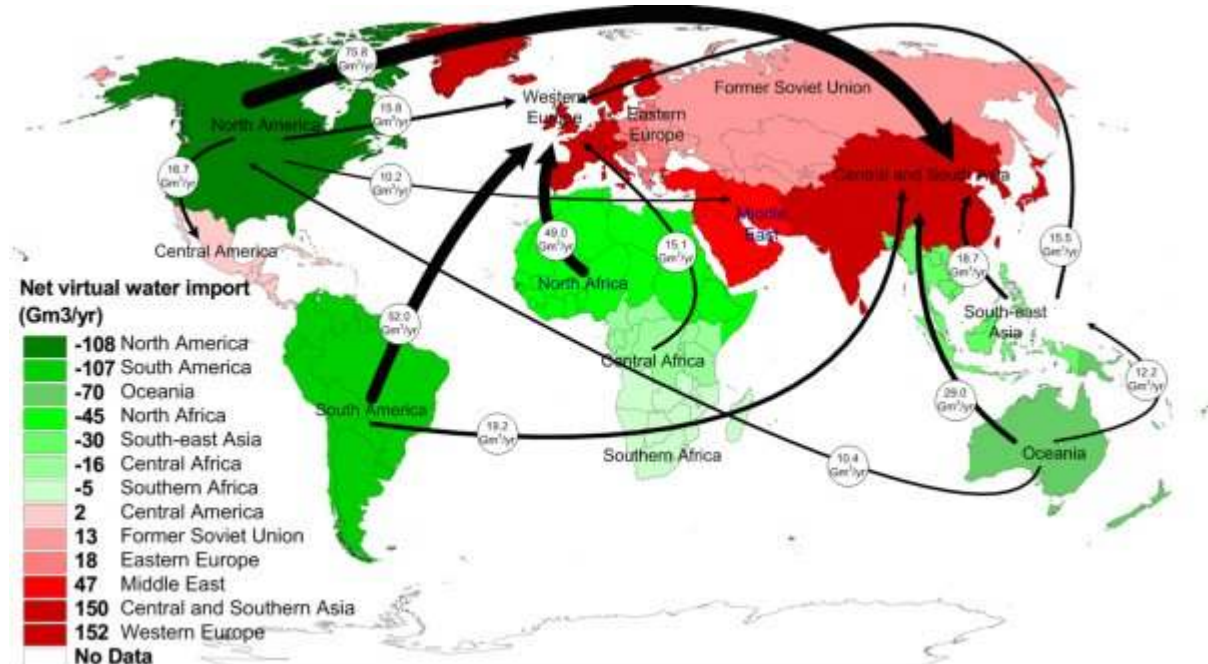 75.8
Gm³/yr
Western
Europe
Former Soviet Union
15.8
Gm³/yr
Eastern
Europe
North America
16.7
Gm³/yr
10.2
Gm³/yr
Central and South Asia
Middle
East
Central America
49.0
Gm³/yr
15.1
Gm³/yr
18.7
Gm³/yr
15.5
Gm³/yr
North Africa
South-east
Asia
52.0
Gm³/yr
Central Africa
12.2
Gm³/yr
South America
29.0
Gm³/yr
19.2
Gm³/yr
Southern Africa
10.4
Gm³/yr
Oceania
Net virtual water import
(Gm3/yr)
-108 North America
-107 South America
-70 Oceania
-45 North Africa
-30 South-east Asia
-16 Central Africa
-5 Southern Africa
2 Central America
13 Former Soviet Union
18 Eastern Europe
47 Middle East
150 Central and Southern Asia
152 Western Europe
No Data